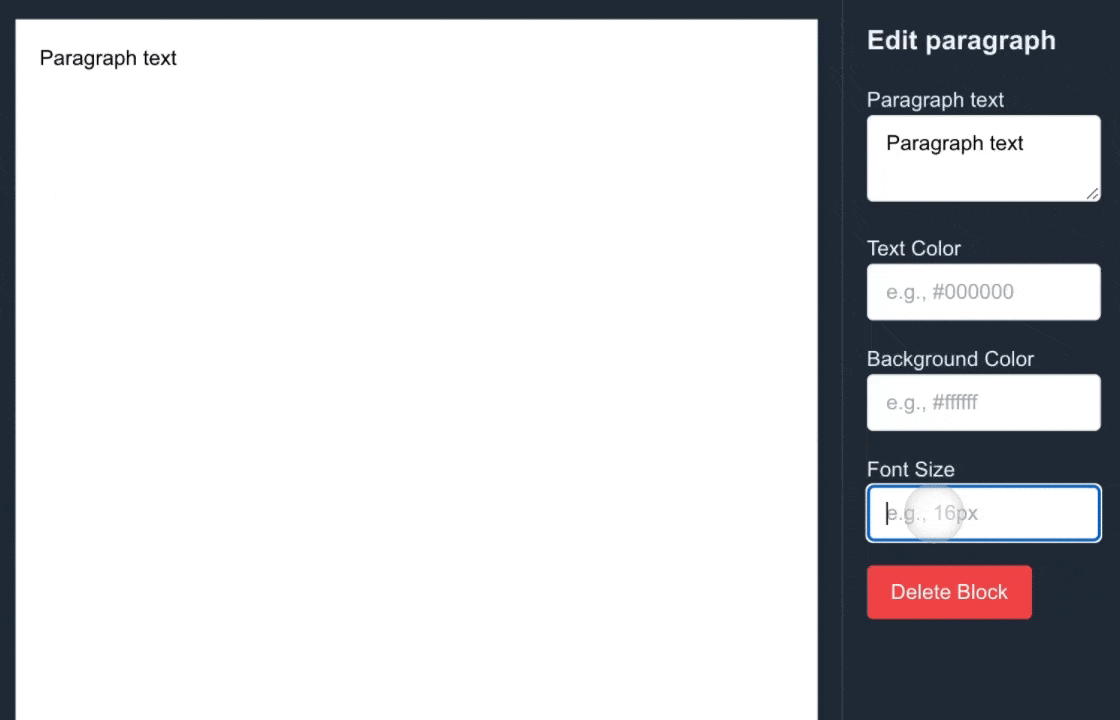 Paragraph text
Edit paragraph
Paragraph text
Paragraph text
Text Color
e.g., #000000
Background Color
e.g., #ffffff
Font Size
e.g., 16px
Delete Block